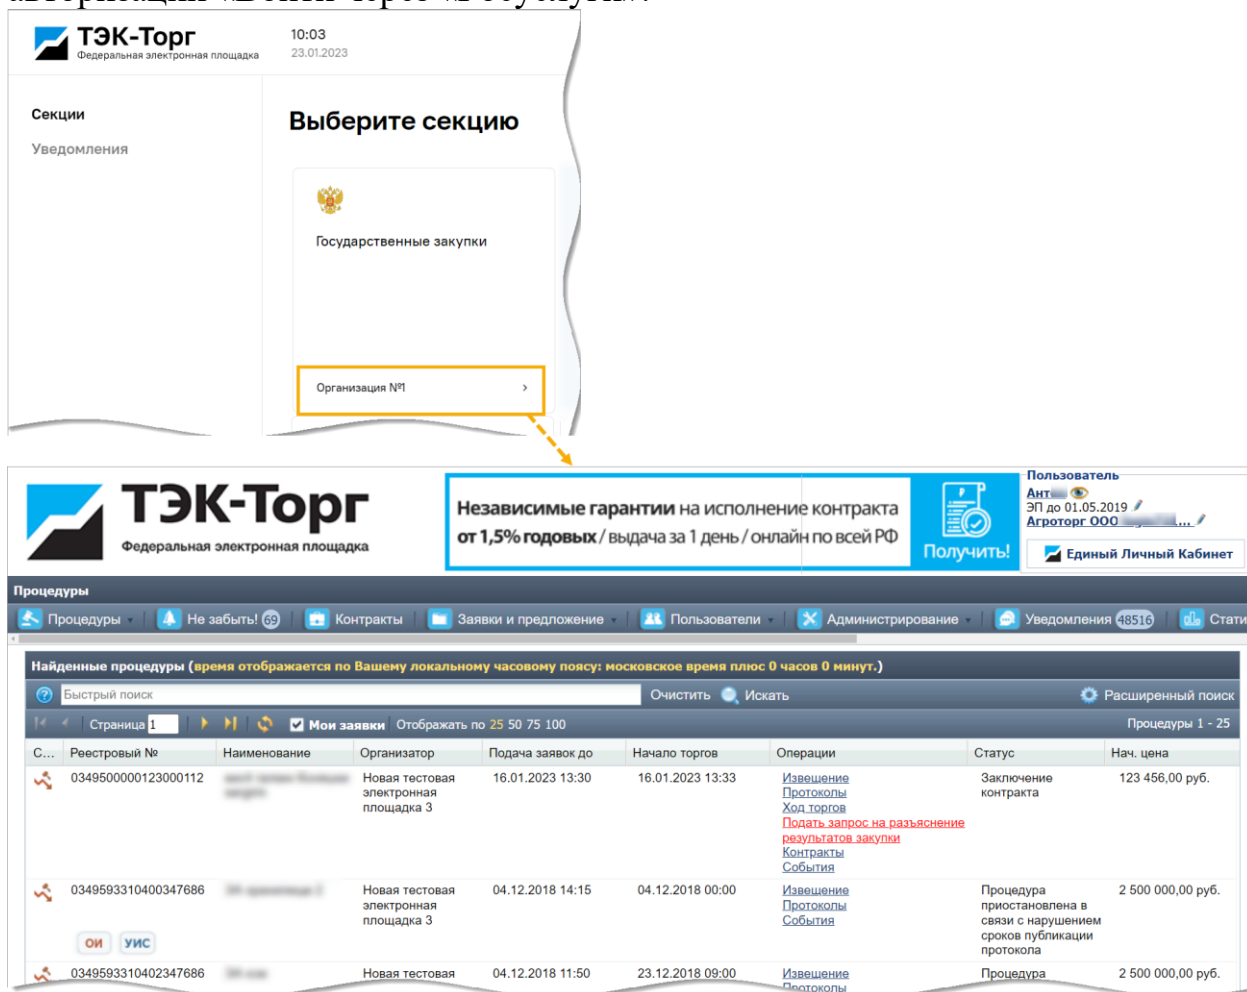 ТЭК-Торг
Федеральная электронная площадка
10:03
23.01.2023
Секции
Уведомления
Выберите секцию
Государственные закупки
Организация №1
ТЭК-Торг
Федеральная электронная площадка
Независимые гарантии на исполнение контракта
от 1,5% годовых / выдача за 1 день / онлайн по всей РФ
Получить!
Пользователь
Ант
ЭП до 01.05.2019
Агроторг ООО
Единый Личный Кабинет
Процедуры
Процедуры Не забыть! 69 Контракты Заявки и предложение Пользователи Администрирование Уведомления 48516 Стати
Найденные процедуры (время отображается по Вашему локальному часовому поясу: московское время плюс 0 часов 0 минут.)
Быстрый поиск Очистить Искать Расширенный поиск
Страница 1 Мои заявки Отображать по 25 50 75 100 Процедуры 1 - 25
С... Реестровый № Наименование Организатор Подача заявок до Начало торгов Операции Статус Нач. цена
0349500000123000112 Новая тестовая 16.01.2023 13:30 16.01.2023 13:33 Извещение Заключение 123 456,00 руб.
электронная Протоколы контракта
площадка 3 Ход торгов
Подать запрос на разъяснение
результатов закупки
Контракты
События
0349593310400347686 Новая тестовая 04.12.2018 14:15 04.12.2018 00:00 Извещение Процедура 2 500 000,00 руб.
электронная Протоколы приостановлена в
площадка 3 События связи с нарушением
ОИ УИС сроков публикации
протокола
0349593310402347686 Новая тестовая 04.12.2018 11:50 23.12.2018 09:00 Извещение Процедура 2 500 000,00 руб.
Протоколы